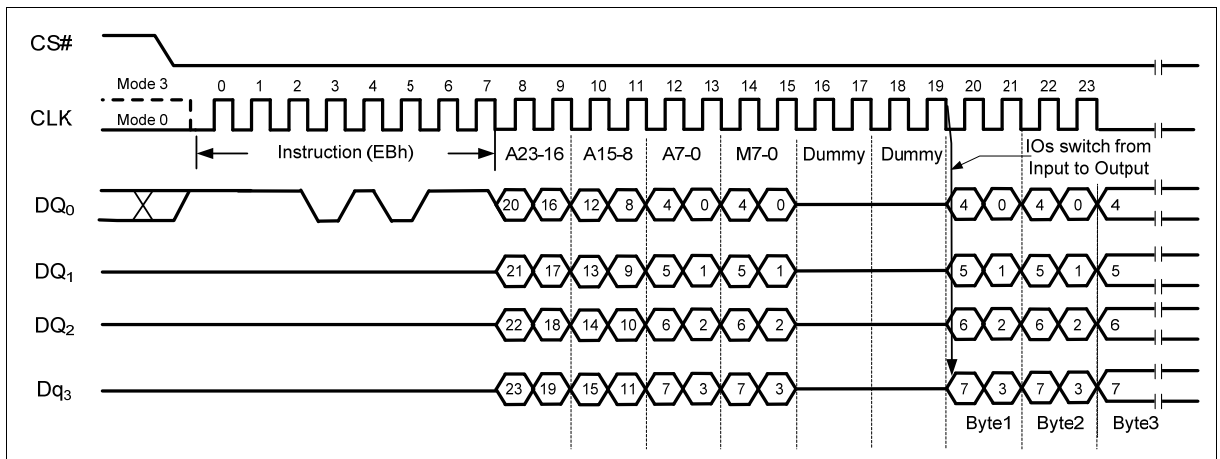 CS#
Mode 3
0 1 2 3 4 5 6 7 8 9 10 11 12 13 14 15 16 17 18 19 20 21 22 23
CLK
Mode 0
Instruction (EBh)
A23-16 A15-8 A7-0 M7-0 Dummy Dummy
IOs switch from
Input to Output
DQ0 20 16 12 8 4 0 4 0 4 0 4 0 4
DQ1 21 17 13 9 5 1 5 1 5 1 5 1 5
DQ2 22 18 14 10 6 2 6 2 6 2 6 2 6
Dq3 23 19 15 11 7 3 7 3 7 3 7 3 7
Byte1 Byte2 Byte3